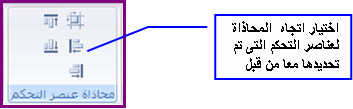 اختيار اتجاه المحاذاة
لعناصر التحكم التى تم
تحديدها معا من قبل
محاذاة عنصر التحكم